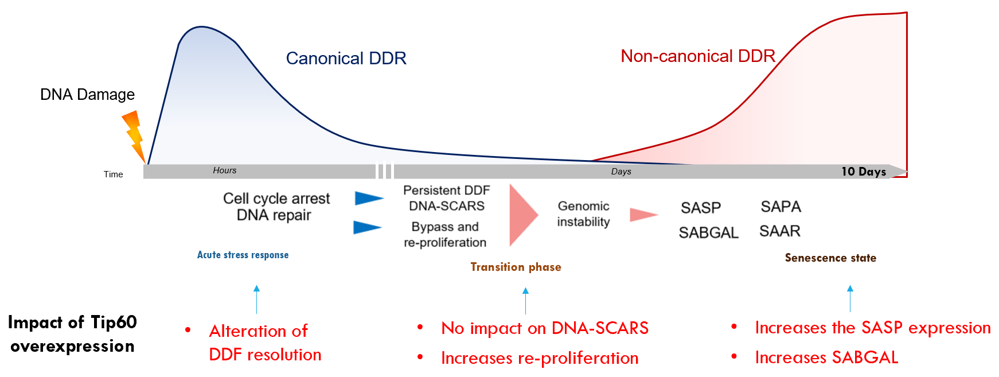 Canonical DDR
Non-canonical DDR
DNA Damage
Time
Hours
Days
10 Days
Cell cycle arrest
DNA repair
Persistent DDF
DNA-SCARS
Bypass and
re-proliferation
Genomic
instability
SASP
SAPA
SABGAL
SAAR
Acute stress response
Transition phase
Senescence state
Impact of Tip60
overexpression
• Alteration of
DDF resolution
• No impact on DNA-SCARS
• Increases re-proliferation
• Increases the SASP expression
• Increases SABGAL